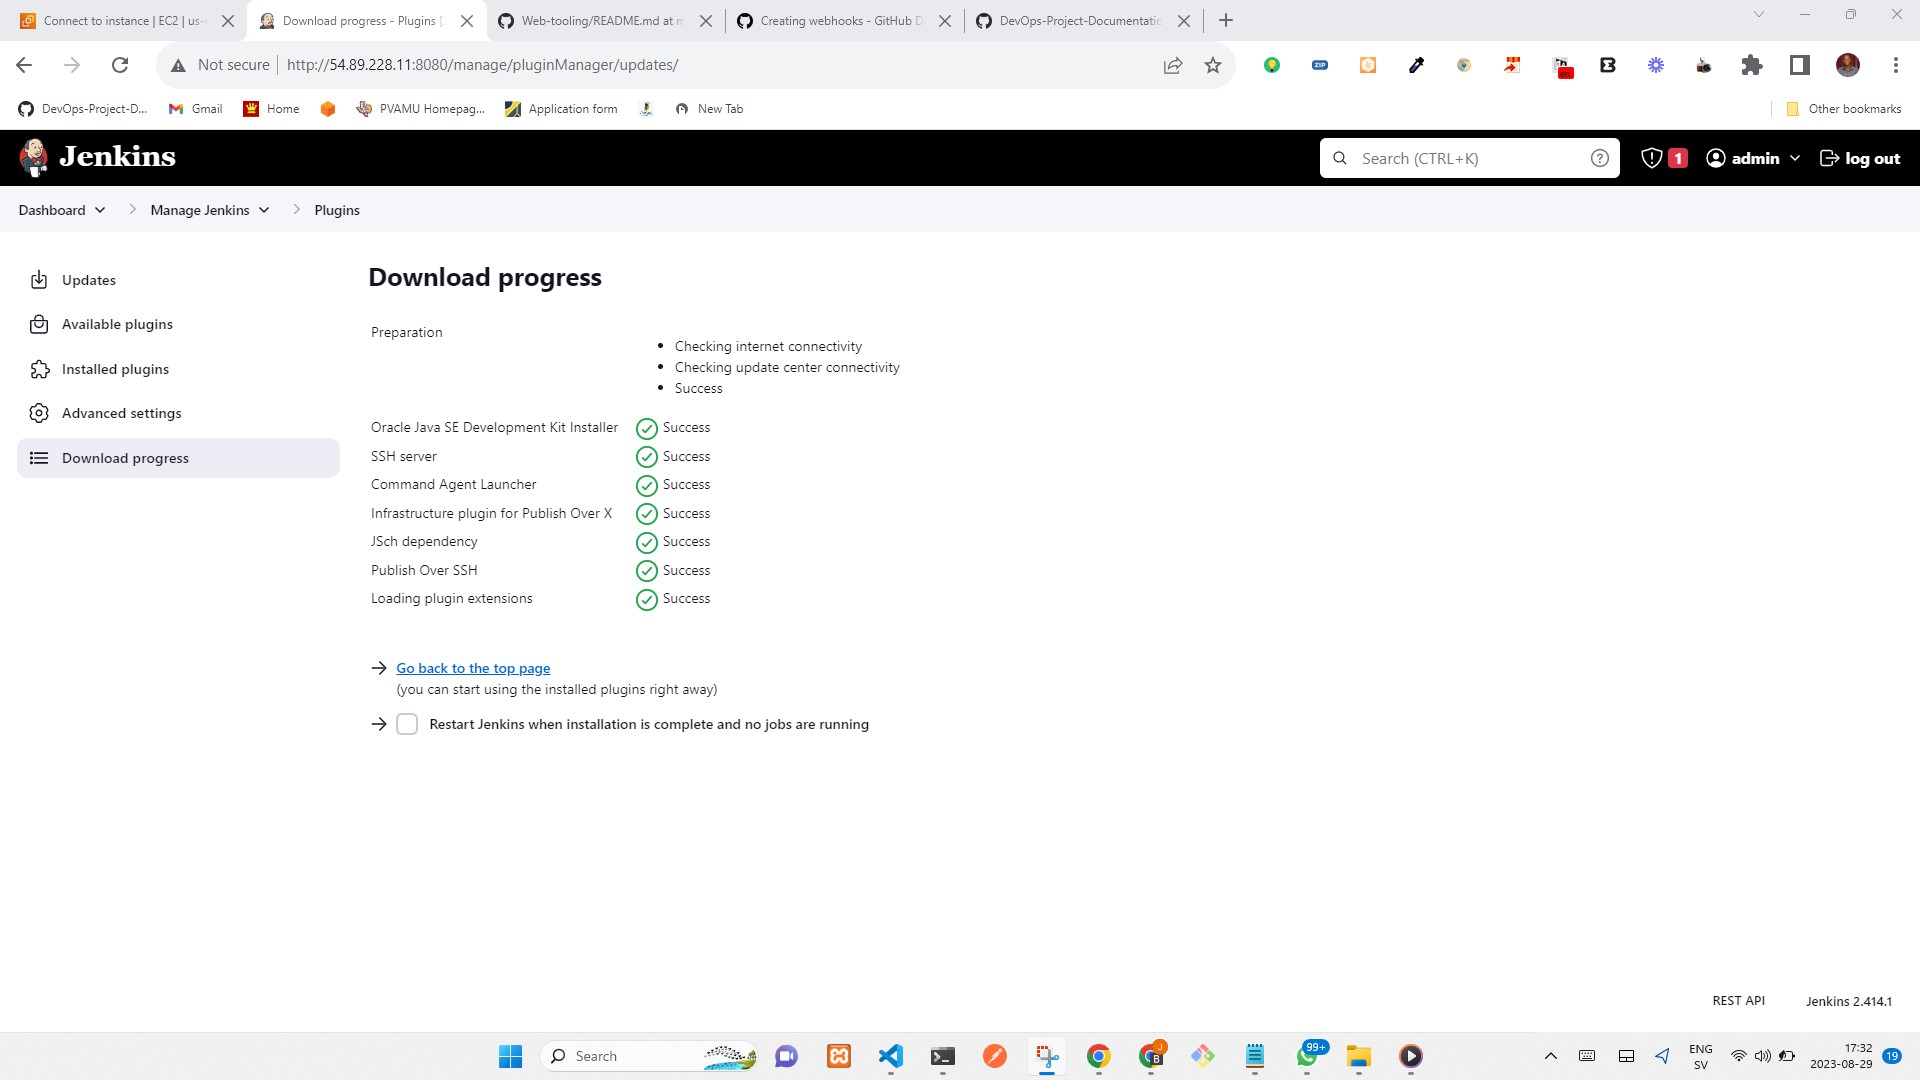 Connect to instance | EC2 | us-
Download progress - Plugins [J
Web-tooling/README.md at m
Creating webhooks - GitHub D
DevOps-Project-Documentatio
Not secure
http://54.89.228.11:8080/manage/pluginManager/updates/
ZIP
en
DevOps-Project-D...
Gmail
Home
PVAMU Homepag...
Application form
New Tab
Other bookmarks
Jenkins
Search (CTRL+K)
1
admin
log out
Dashboard
Manage Jenkins
Plugins
Updates
Available plugins
Installed plugins
Advanced settings
Download progress
Download progress
Preparation
Checking internet connectivity
Checking update center connectivity
Success
Oracle Java SE Development Kit Installer Success
SSH server Success
Command Agent Launcher Success
Infrastructure plugin for Publish Over X Success
JSch dependency Success
Publish Over SSH Success
Loading plugin extensions Success
Go back to the top page
(you can start using the installed plugins right away)
Restart Jenkins when installation is complete and no jobs are running
REST API
Jenkins 2.414.1
Search
J
B
99+
ENG
SV
17:32
2023-08-29
19